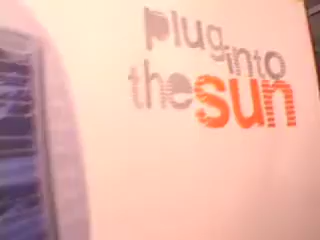 plug into
the sun